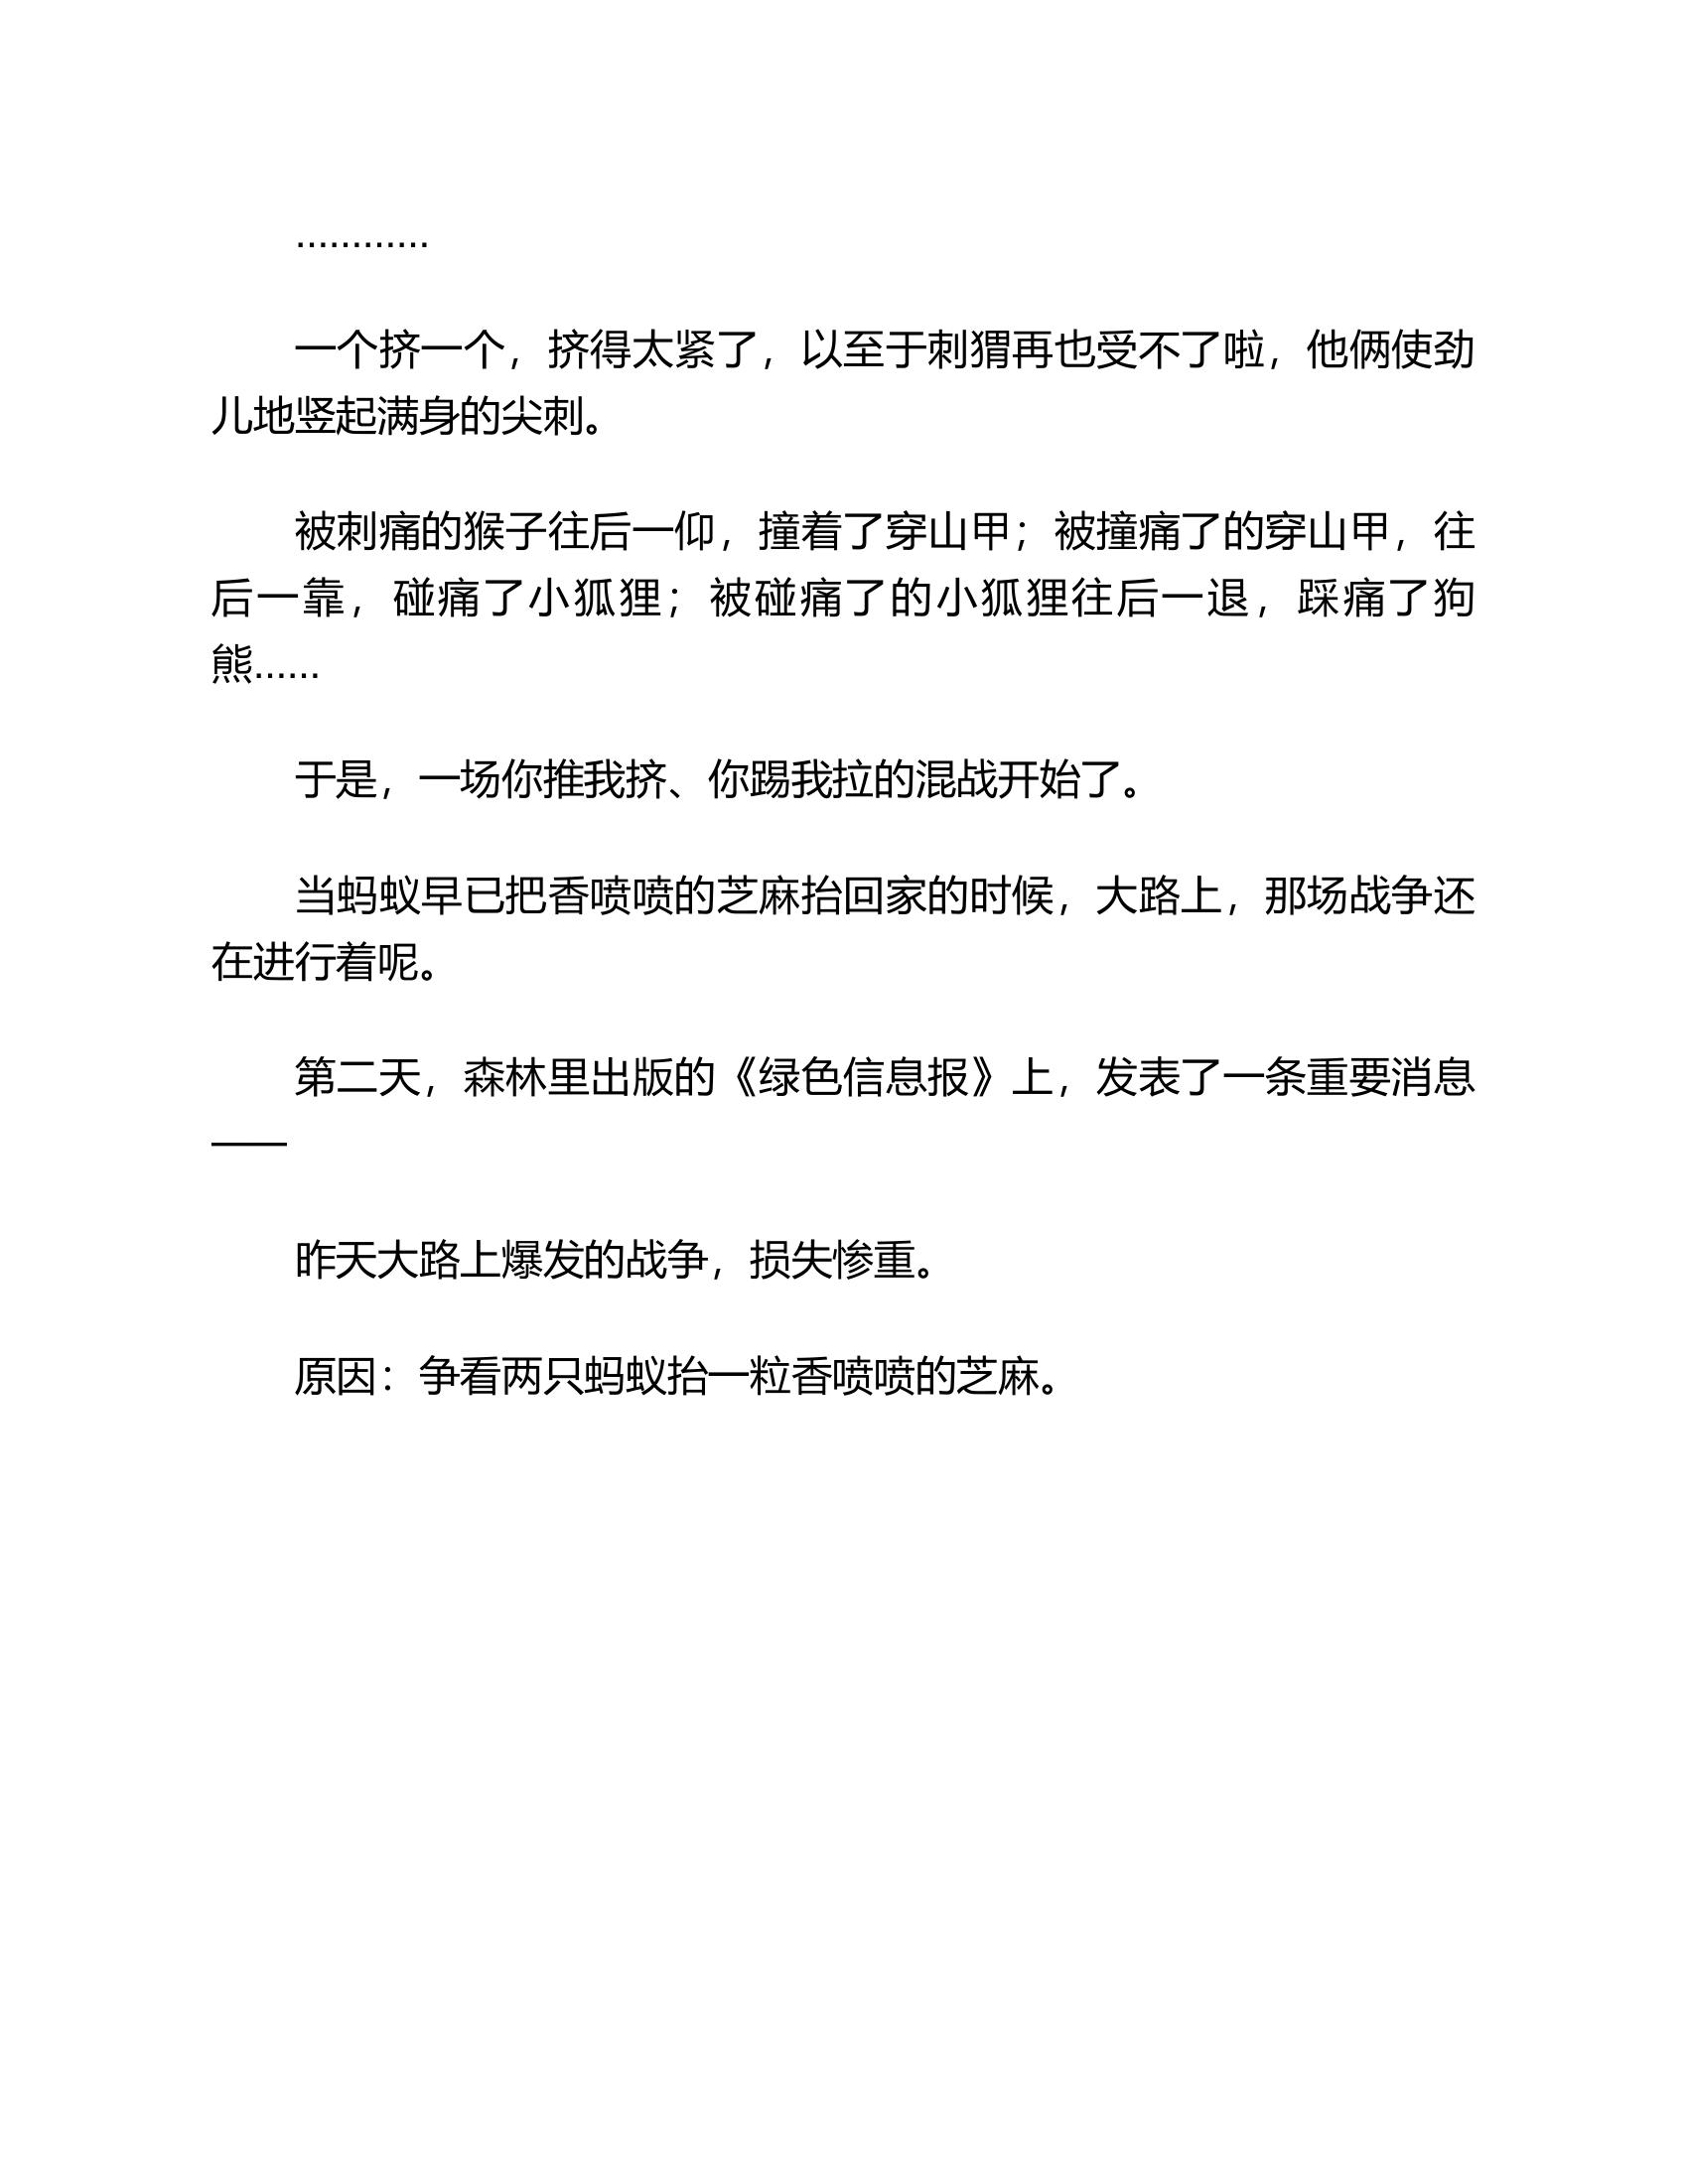 …………
一个挤一个，挤得太紧了，以至于刺猬再也受不了啦，他俩使劲
儿地竖起满身的尖刺。
被刺痛的猴子往后一仰，撞着了穿山甲；被撞痛了的穿山甲，往
后一靠，碰痛了小狐狸；被碰痛了的小狐狸往后一退，踩痛了狗
熊……
于是，一场你推我挤、你踢我拉的混战开始了。
当蚂蚁早已把香喷喷的芝麻抬回家的时候，大路上，那场战争还
在进行着呢。
第二天，森林里出版的《绿色信息报》上，发表了一条重要消息
——
昨天大路上爆发的战争，损失惨重。
原因：争看两只蚂蚁抬一粒香喷喷的芝麻。